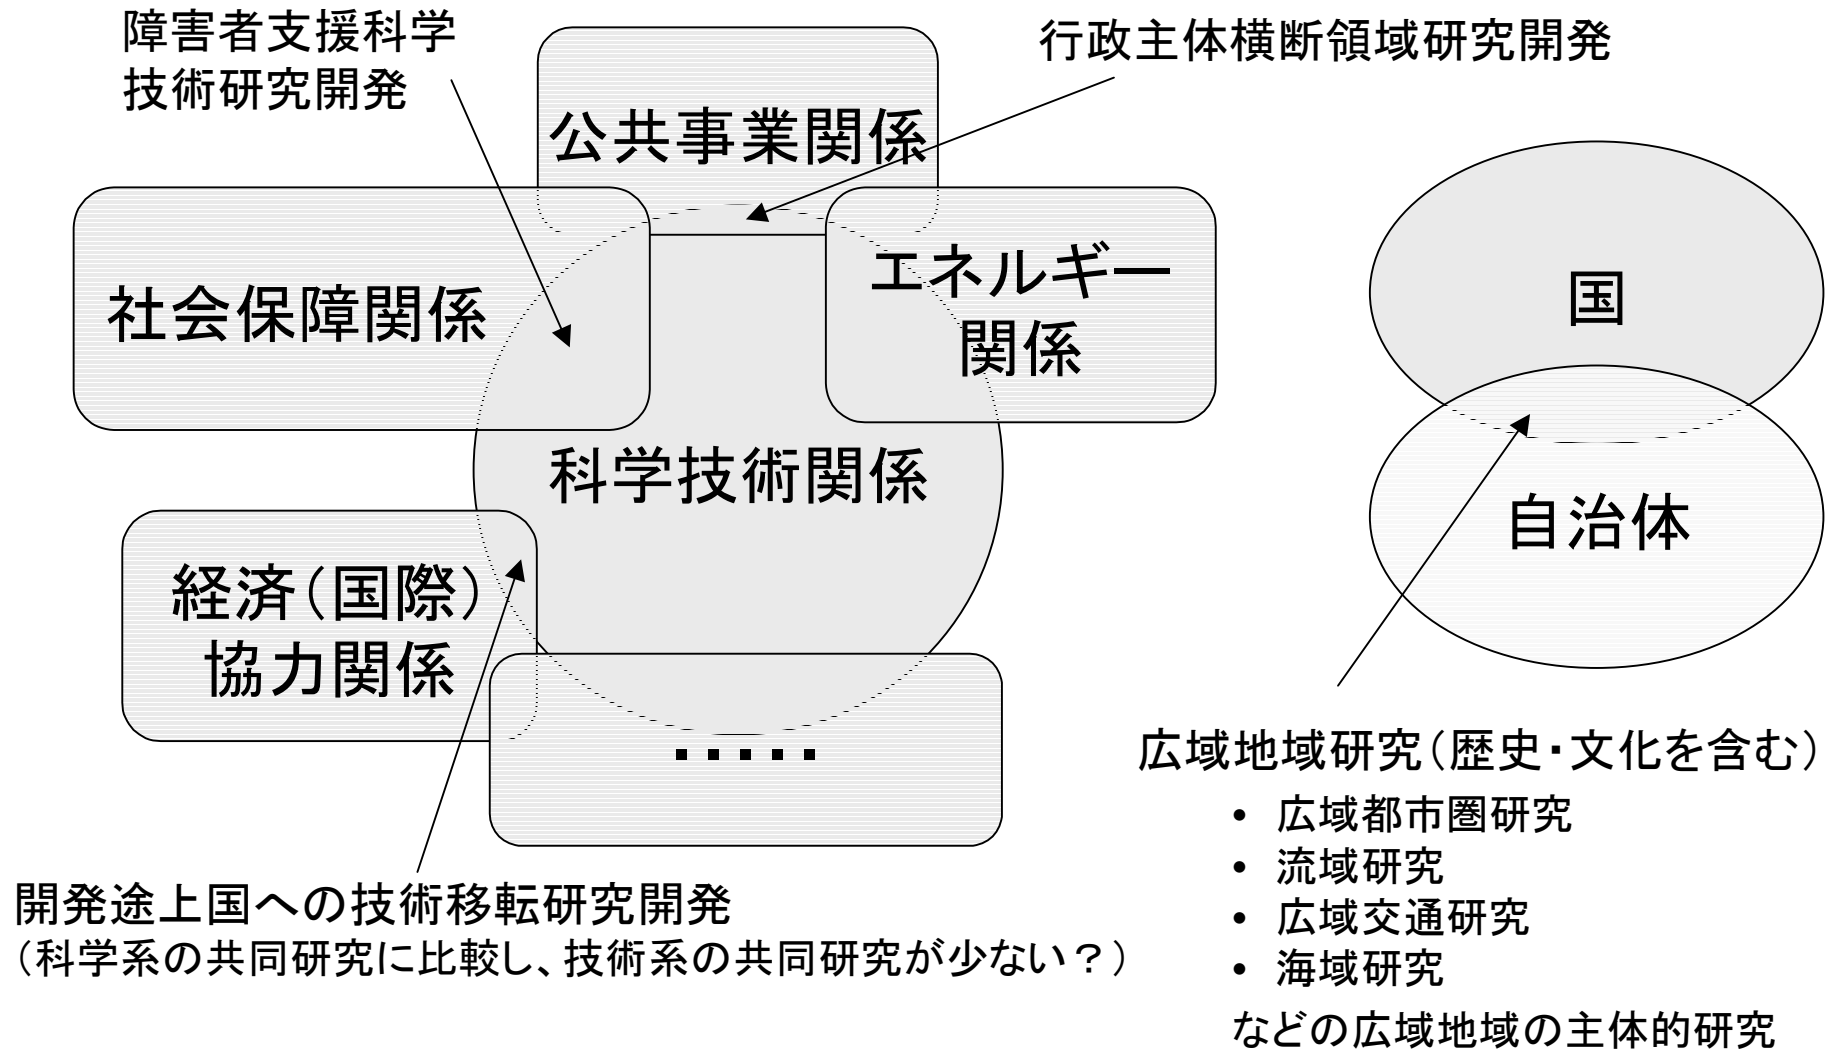 障害者支援科学
技術研究開発
行政主体横断領域研究開発
公共事業関係
社会保障関係
エネルギー
関係
科学技術関係
経済（国際）
協力関係
・・・・・
開発途上国への技術移転研究開発
（科学系の共同研究に比較し、技術系の共同研究が少ない？）
国
自治体
広域地域研究（歴史・文化を含む）
• 広域都市圏研究
• 流域研究
• 広域交通研究
• 海域研究
などの広域地域の主体的研究